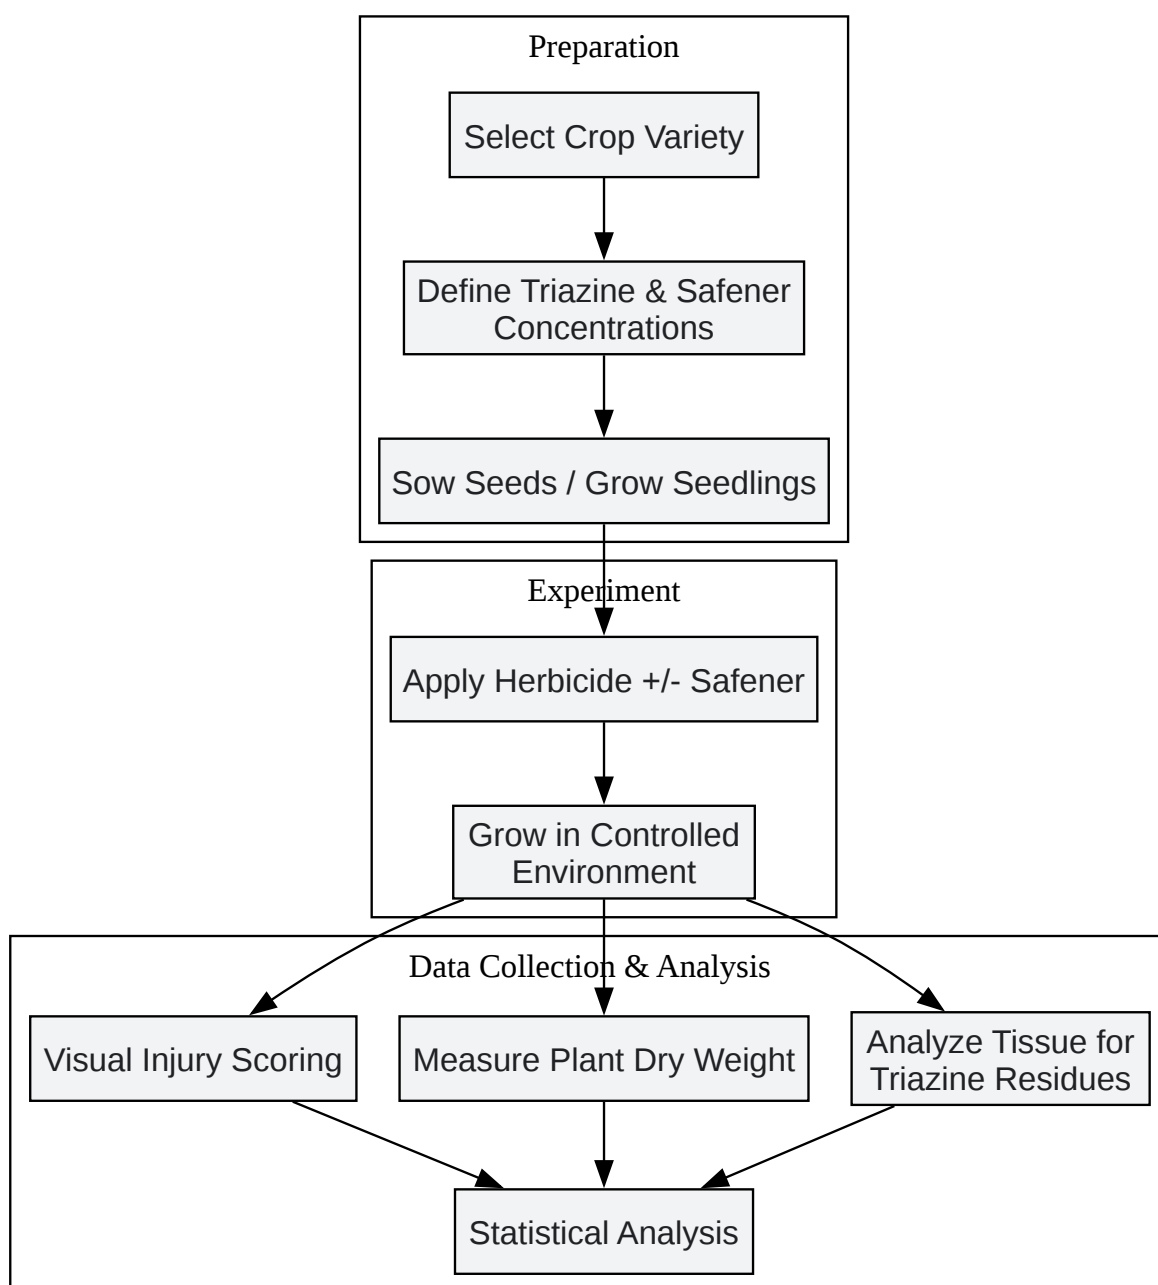 Preparation
Select Crop Variety
Define Triazine & Safener
Concentrations
Sow Seeds / Grow Seedlings
Experiment
Apply Herbicide +/- Safener
Grow in Controlled
Environment
Data Collection & Analysis
Visual Injury Scoring
Measure Plant Dry Weight
Analyze Tissue for
Triazine Residues
Statistical Analysis